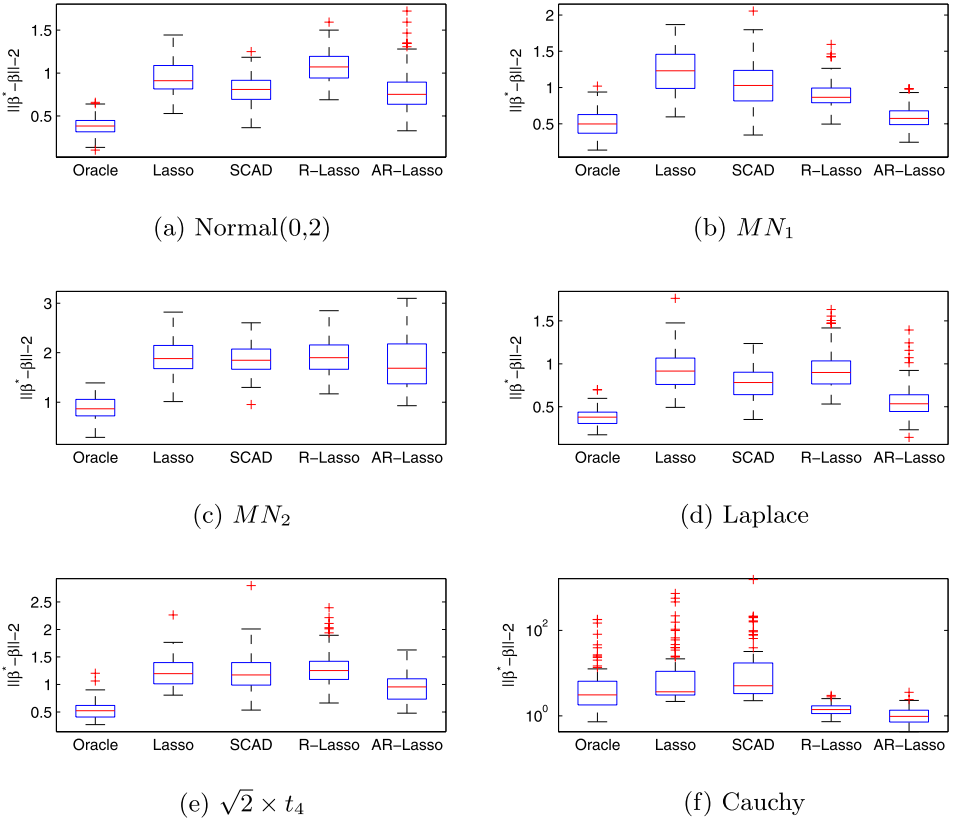 ||β*−β||−2
1.5
1
0.5
Oracle Lasso SCAD R−Lasso AR−Lasso
(a) Normal(0,2)
||β*−β||−2
2
1.5
1
0.5
Oracle Lasso SCAD R−Lasso AR−Lasso
(b) MN₁
||β*−β||−2
3
2
1
Oracle Lasso SCAD R−Lasso AR−Lasso
(c) MN₂
||β*−β||−2
1.5
1
0.5
Oracle Lasso SCAD R−Lasso AR−Lasso
(d) Laplace
||β*−β||−2
2.5
2
1.5
1
0.5
Oracle Lasso SCAD R−Lasso AR−Lasso
(e) √2 × t₄
||β*−β||−2
10²
10⁰
Oracle Lasso SCAD R−Lasso AR−Lasso
(f) Cauchy